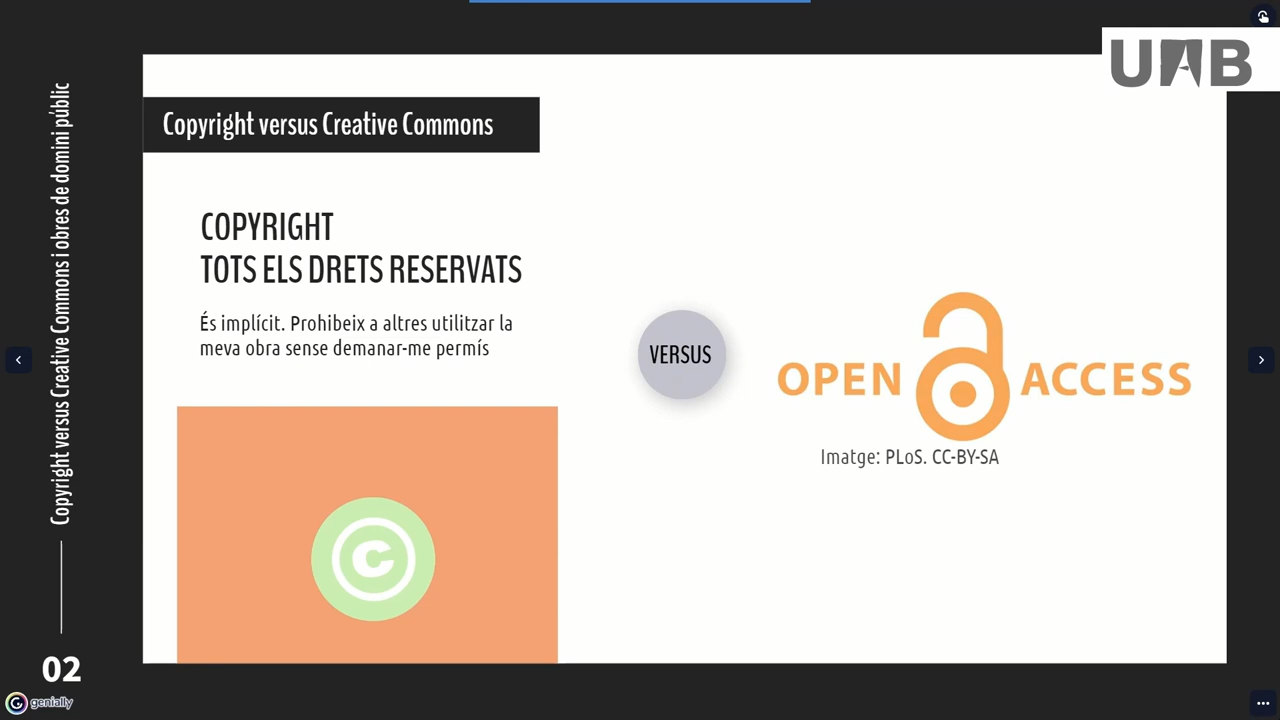 UAB
Copyright versus Creative Commons i obres de domini públic
02
Copyright versus Creative Commons
COPYRIGHT
TOTS ELS DRETS RESERVATS
És implícit. Prohibeix a altres utilitzar la
meva obra sense demanar-me permís
©
VERSUS
OPEN ACCESS
Imatge: PLoS. CC-BY-SA
genially